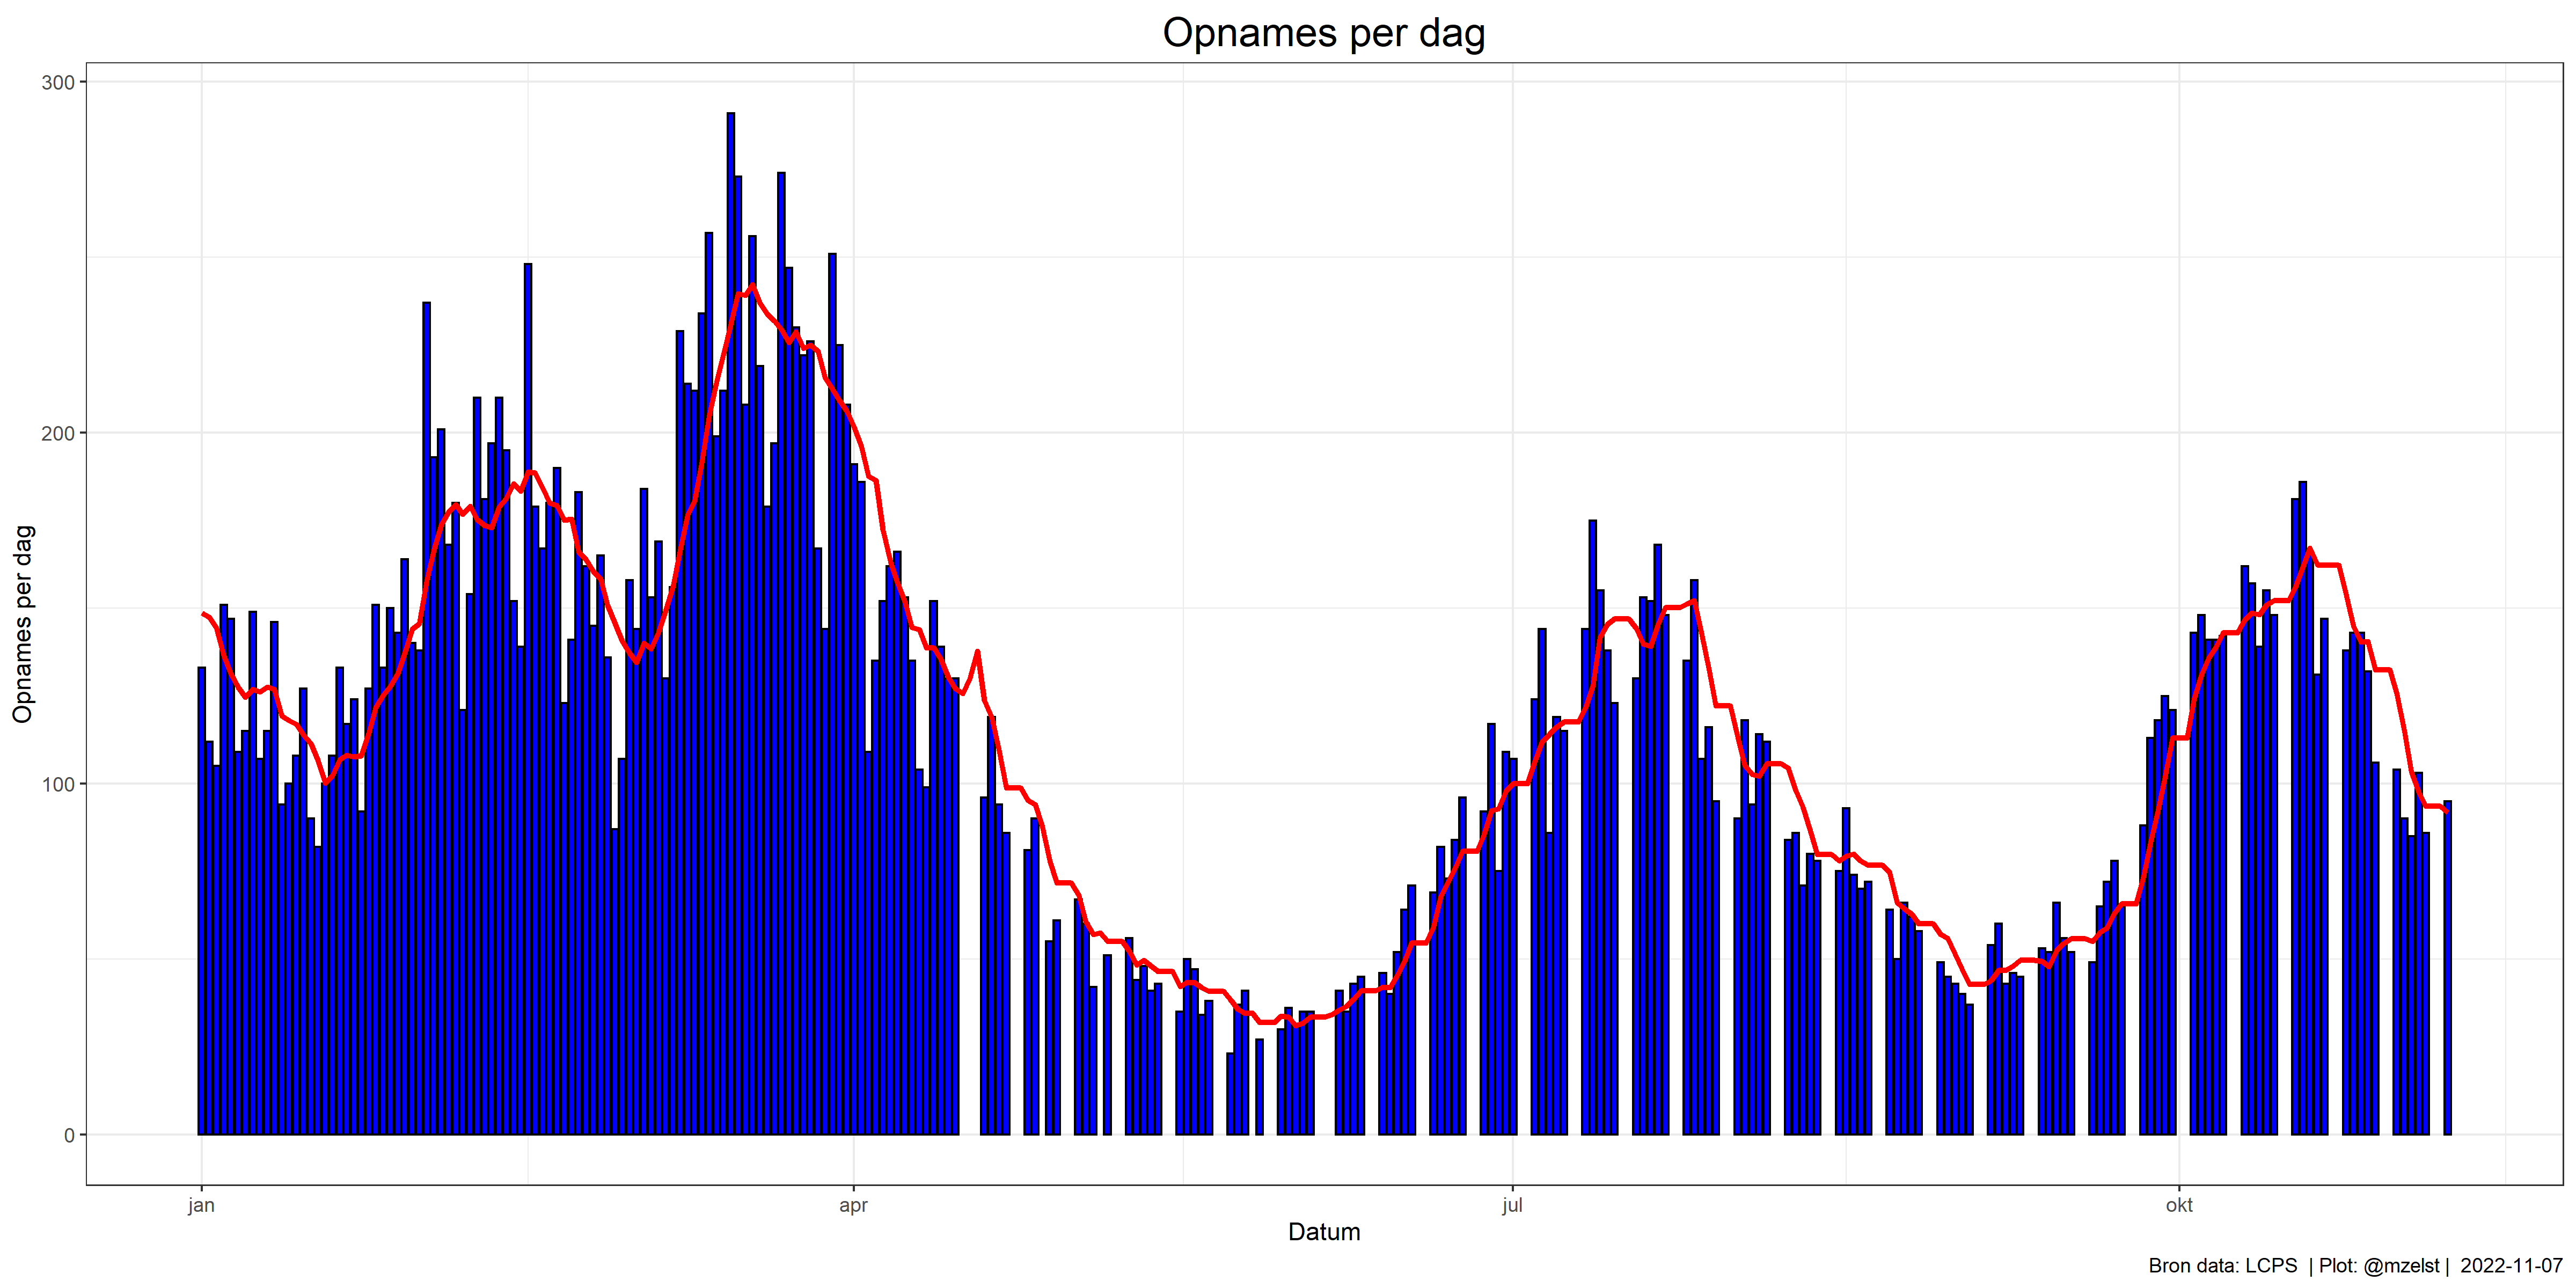 Opnames per dag
300
200
100
0
Opnames per dag
jan
apr
jul
okt
Datum
Bron data: LCPS | Plot: @mzelst | 2022-11-07